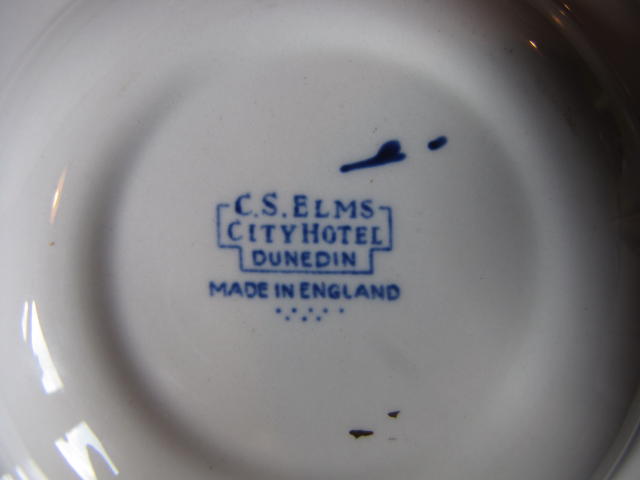 C.S. ELMS
CITY HOTEL
DUNEDIN
MADE IN ENGLAND